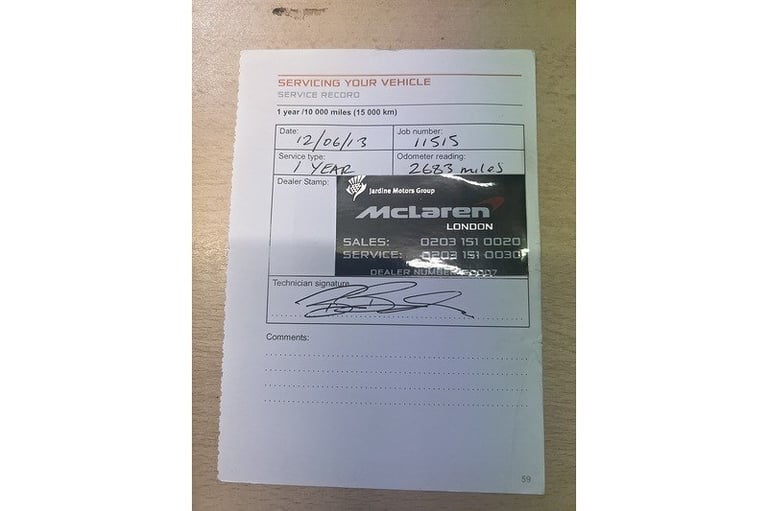 SERVICING YOUR VEHICLE
SERVICE RECORD
1 year /10 000 miles (15 000 km)
Date: 12/06/13 Job number: 11515
Service type: 1 YEAR Odometer reading: 2683 miles
Dealer Stamp:
Jardine Motors Group
McLaren
LONDON
SALES: 0203 151 0020
SERVICE: 0203 151 0030
DEALER NUMBER
Technician signature
Comments:
59